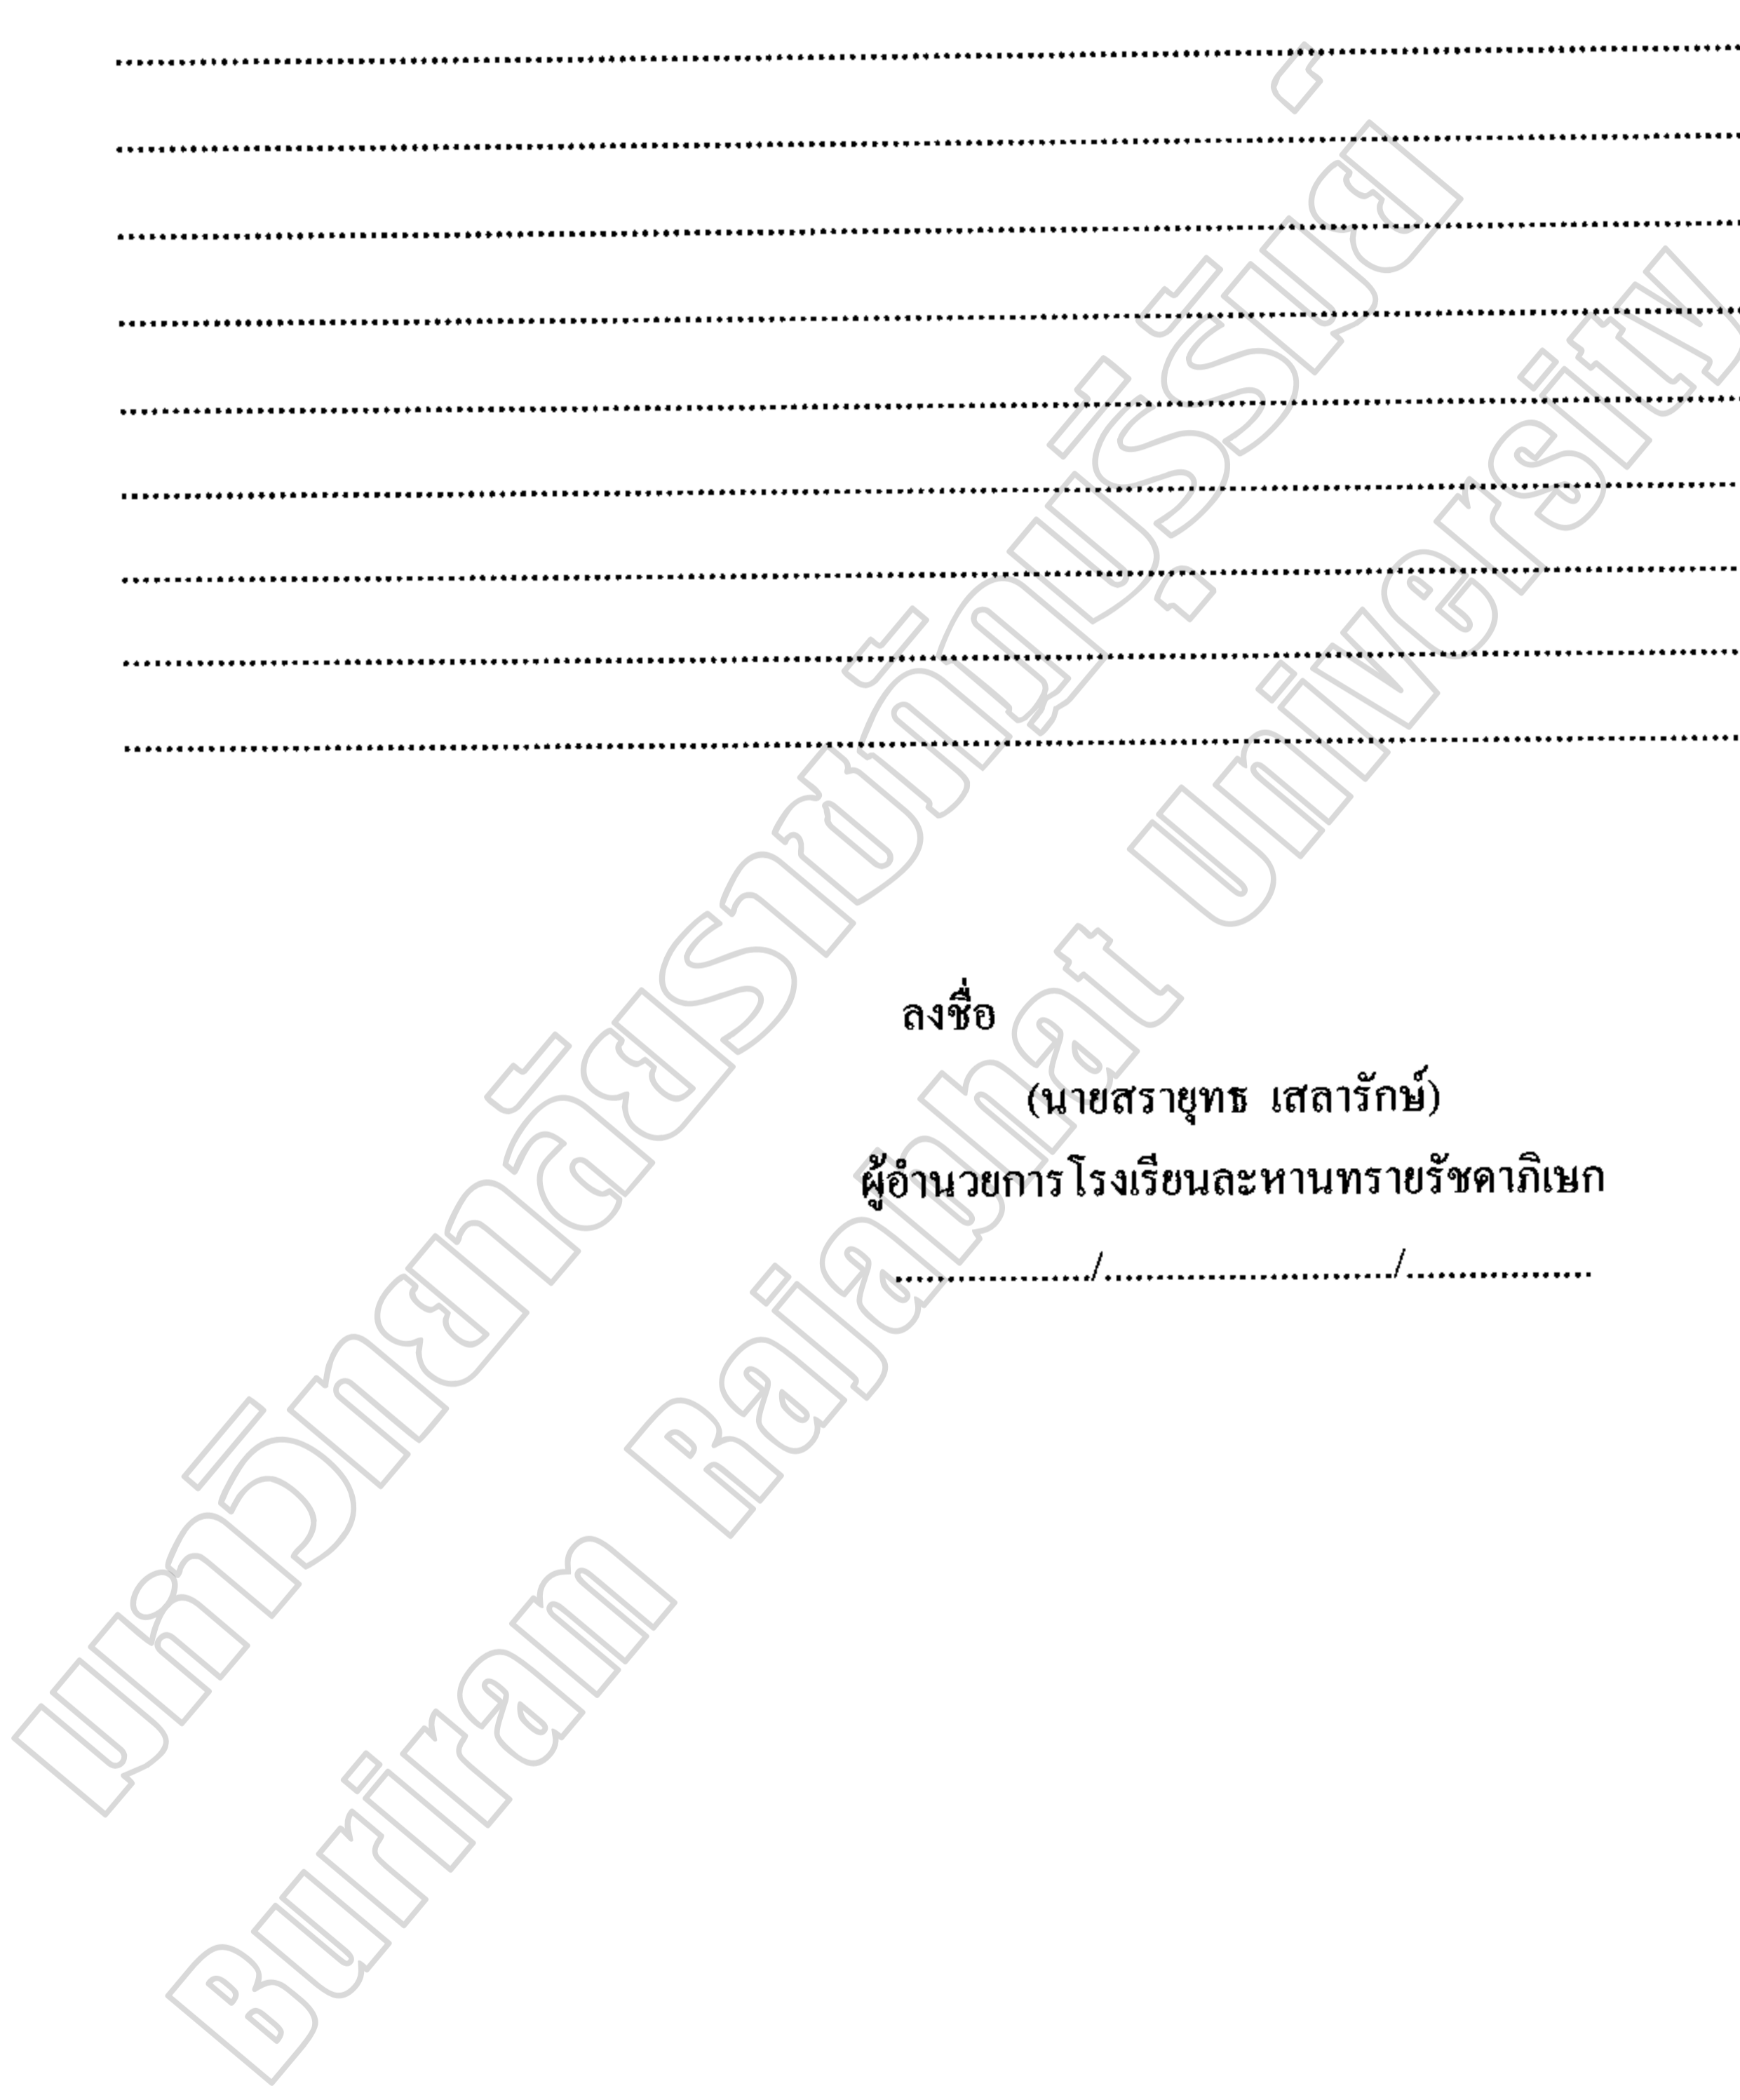 ................................................................................
................................................................................
................................................................................
................................................................................
................................................................................
................................................................................
................................................................................
................................................................................
................................................................................
ลงชื่อ
(นายสรายุทธ เสลารักษ์)
ผู้อำนวยการโรงเรียนละหานทรายรัชดาภิเษก
.................../............................/..................
มหาวิทยาลัยราชภัฏบุรีรัมย์
Buriram Rajabhat University